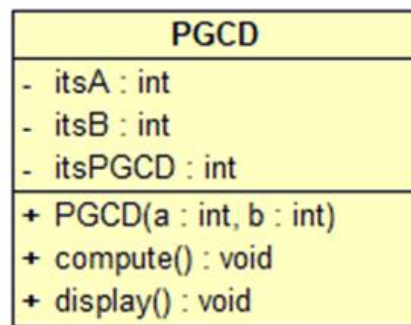 PGCD
- itsA : int
- itsB : int
- itsPGCD : int
+ PGCD(a : int, b : int)
+ compute() : void
+ display() : void